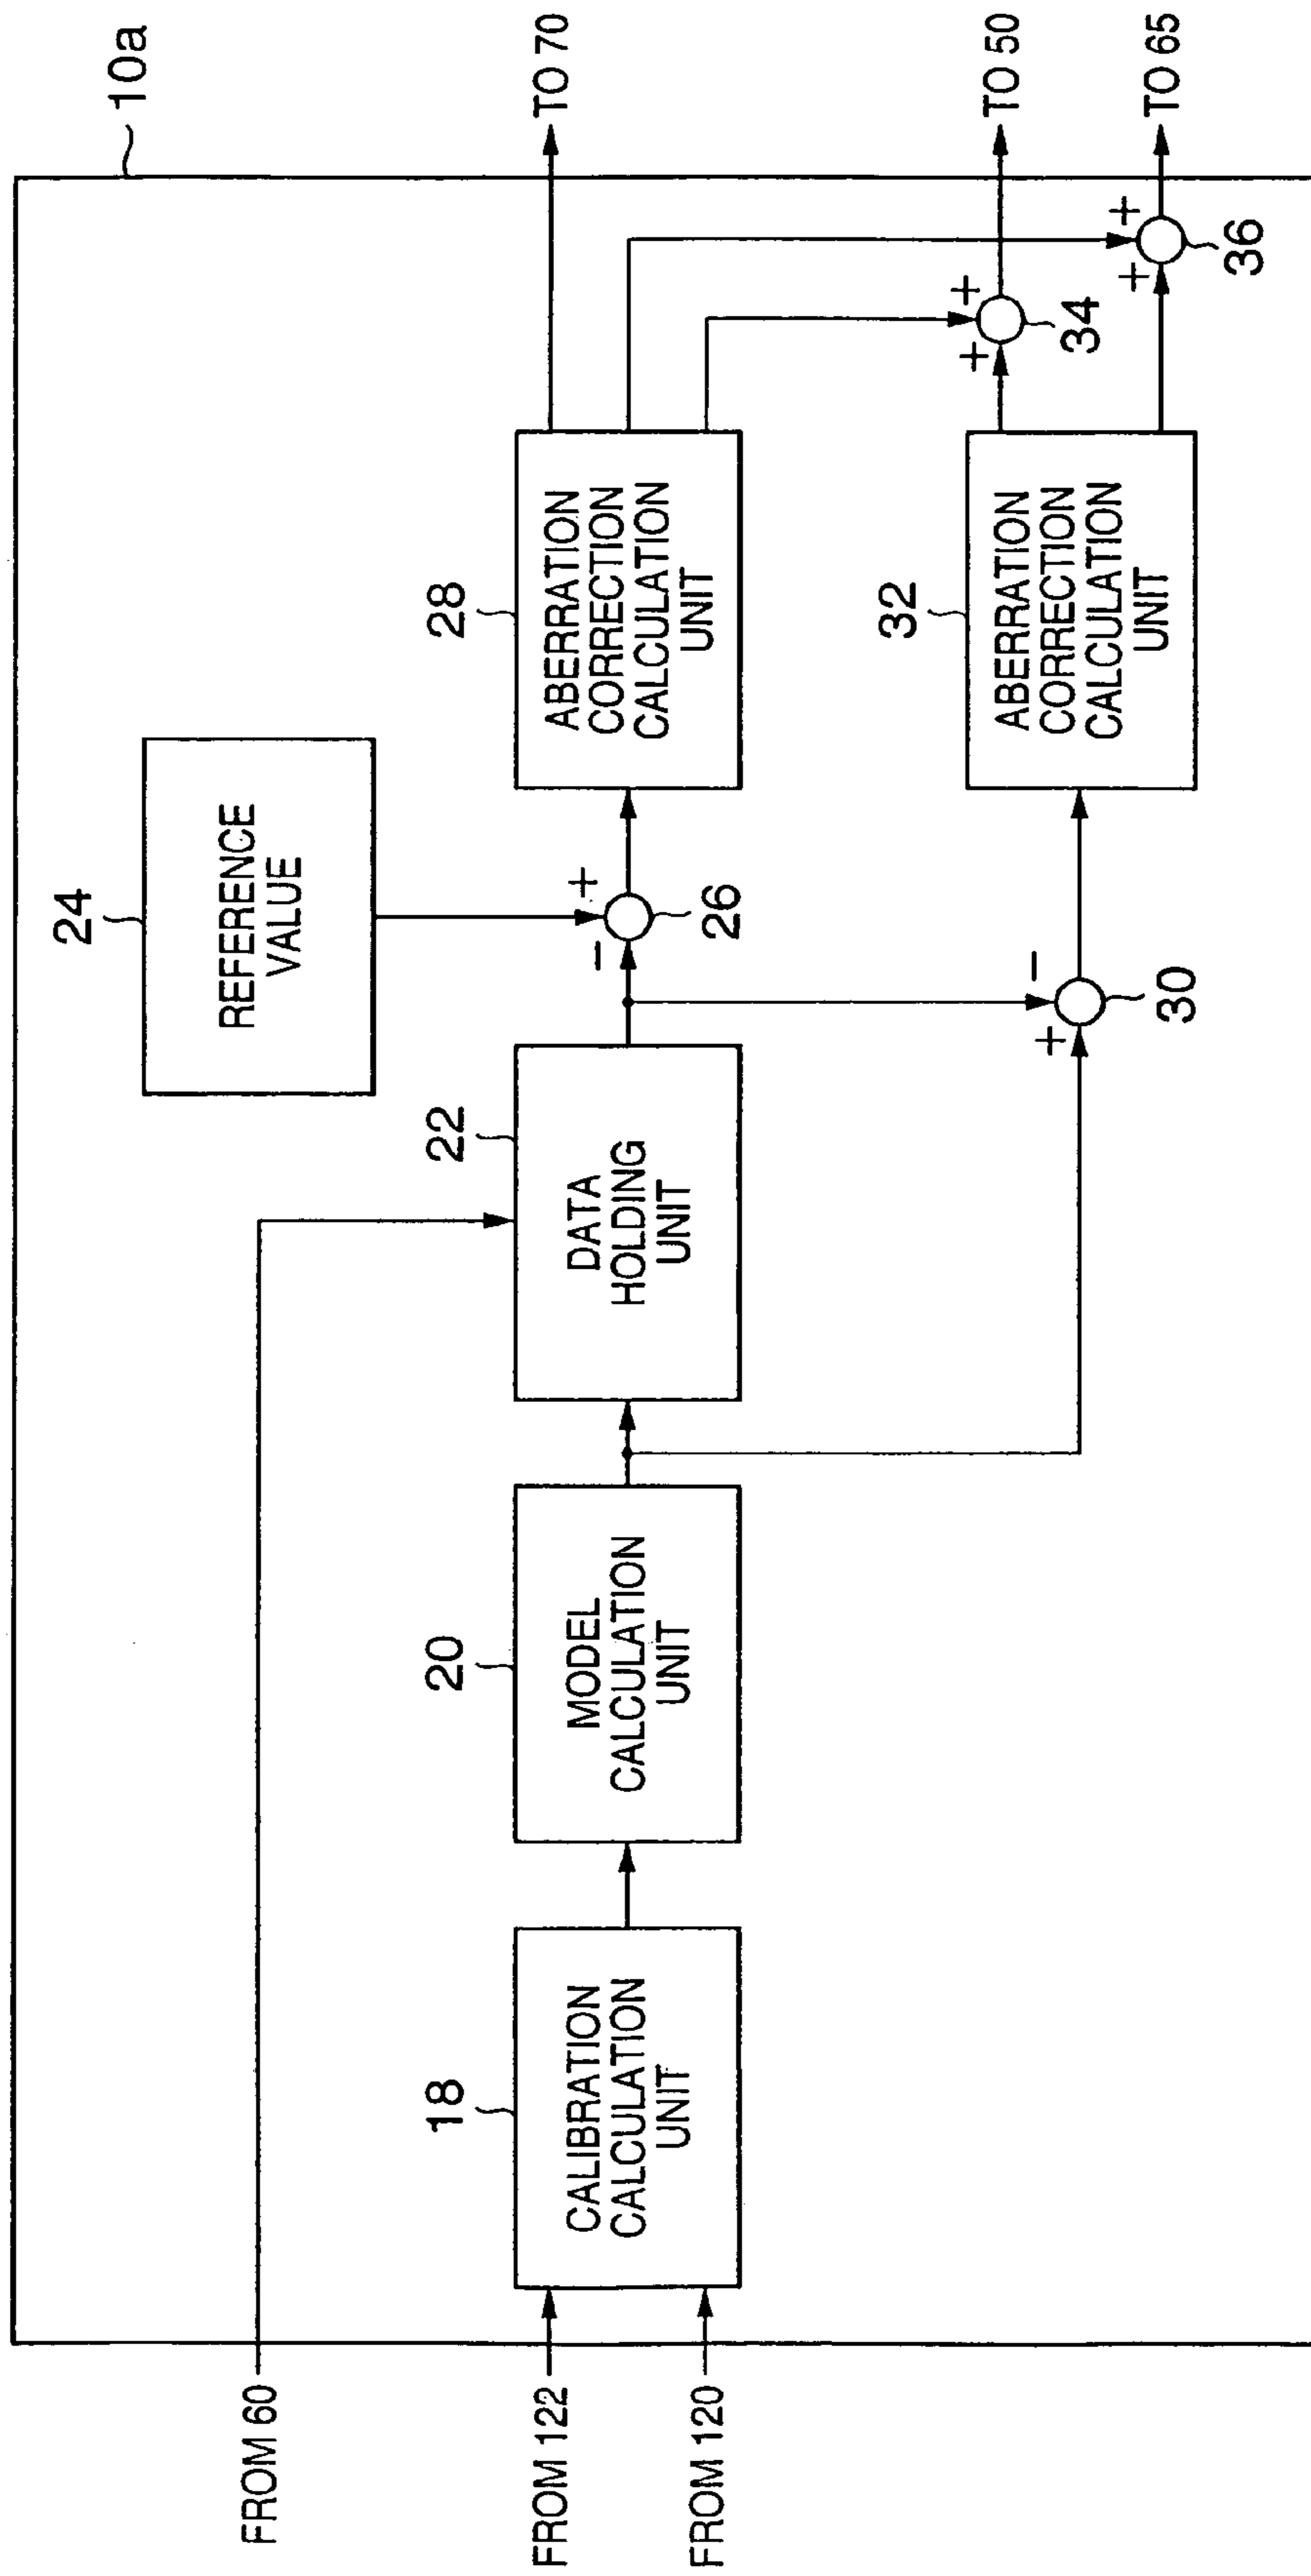 10a
24
REFERENCE
VALUE
FROM 60
FROM 122
FROM 120
18
CALIBRATION
CALCULATION
UNIT
20
MODEL
CALCULATION
UNIT
22
DATA
HOLDING
UNIT
−
+
26
28
ABERRATION
CORRECTION
CALCULATION
UNIT
TO 70
+
−
30
32
ABERRATION
CORRECTION
CALCULATION
UNIT
+
+
34
TO 50
+
+
36
TO 65